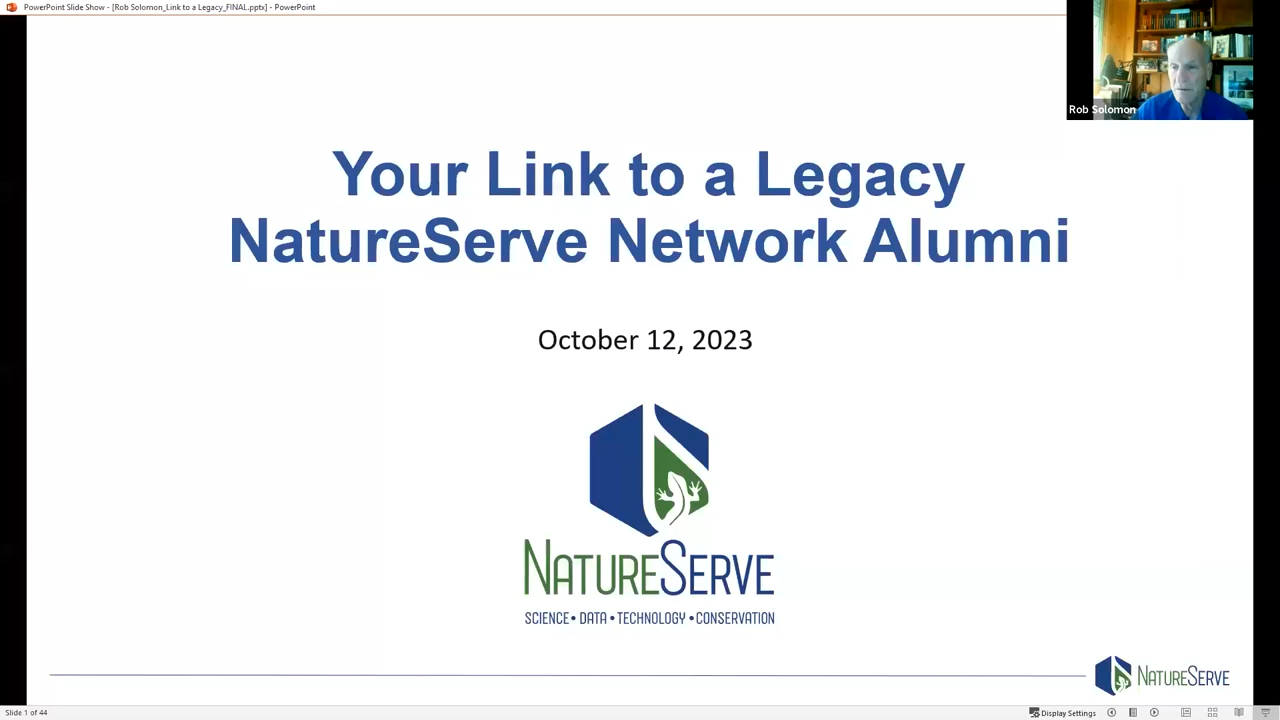 PowerPoint Slide Show - [Rob Solomon_Link to a Legacy_FINAL.pptx] - PowerPoint
Rob Solomon
Your Link to a Legacy
NatureServe Network Alumni
October 12, 2023
NATURESERVE
SCIENCE • DATA • TECHNOLOGY • CONSERVATION
NATURESERVE
Slide 1 of 44
Display Settings